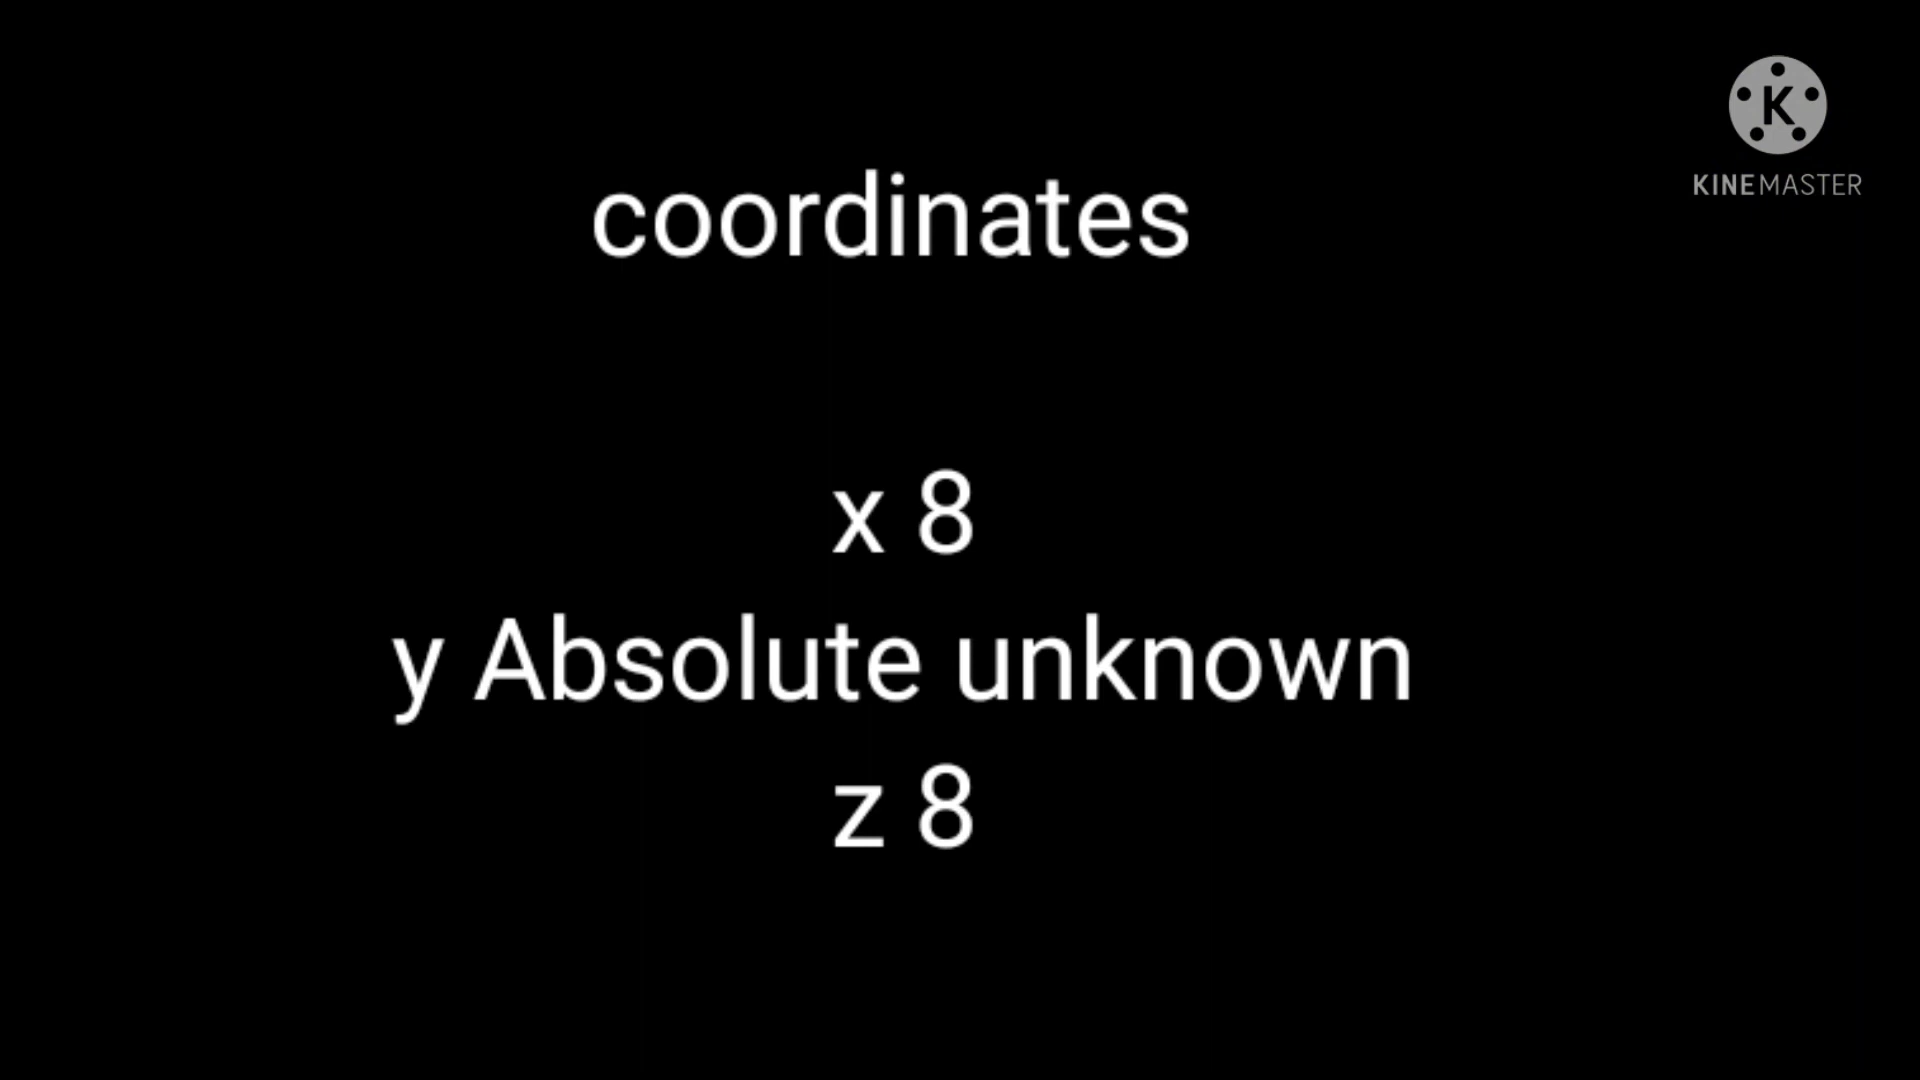 K
KINEMASTER
coordinates
x 8
y Absolute unknown
z 8